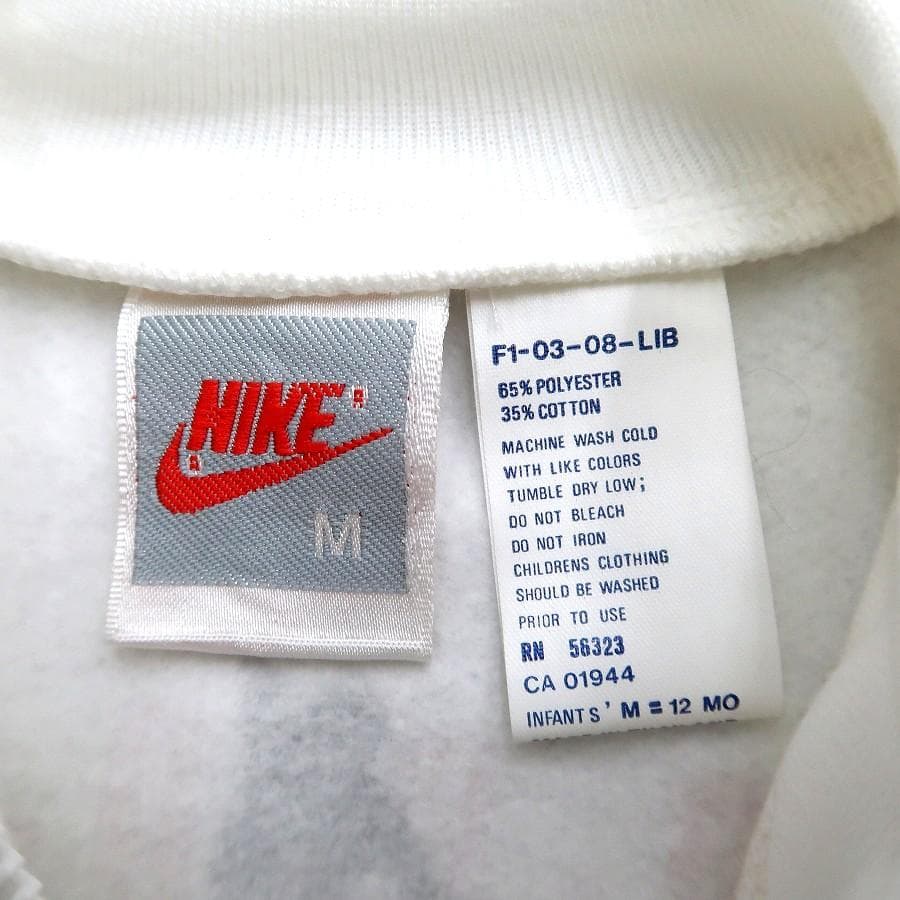 NIKE
M
F1-03-08-LIB
65% POLYESTER
35% COTTON
MACHINE WASH COLD
WITH LIKE COLORS
TUMBLE DRY LOW;
DO NOT BLEACH
DO NOT IRON
CHILDRENS CLOTHING
SHOULD BE WASHED
PRIOR TO USE
RN 56323
CA 01944
INFANTS' M = 12 MO